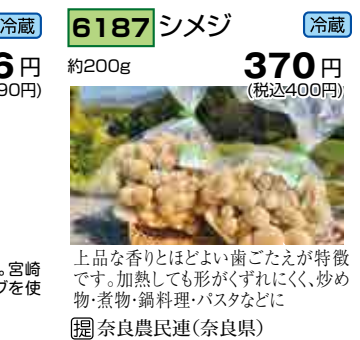 冷蔵
6円
90円)
。宮崎
ブを使
6187 シメジ 冷蔵
約200g 370円
(税込400円)
上品な香りとほどよい歯ごたえが特徴
です。加熱しても形がくずれにくく、炒め
物・煮物・鍋料理・パスタなどに
提 奈良農民連(奈良県)